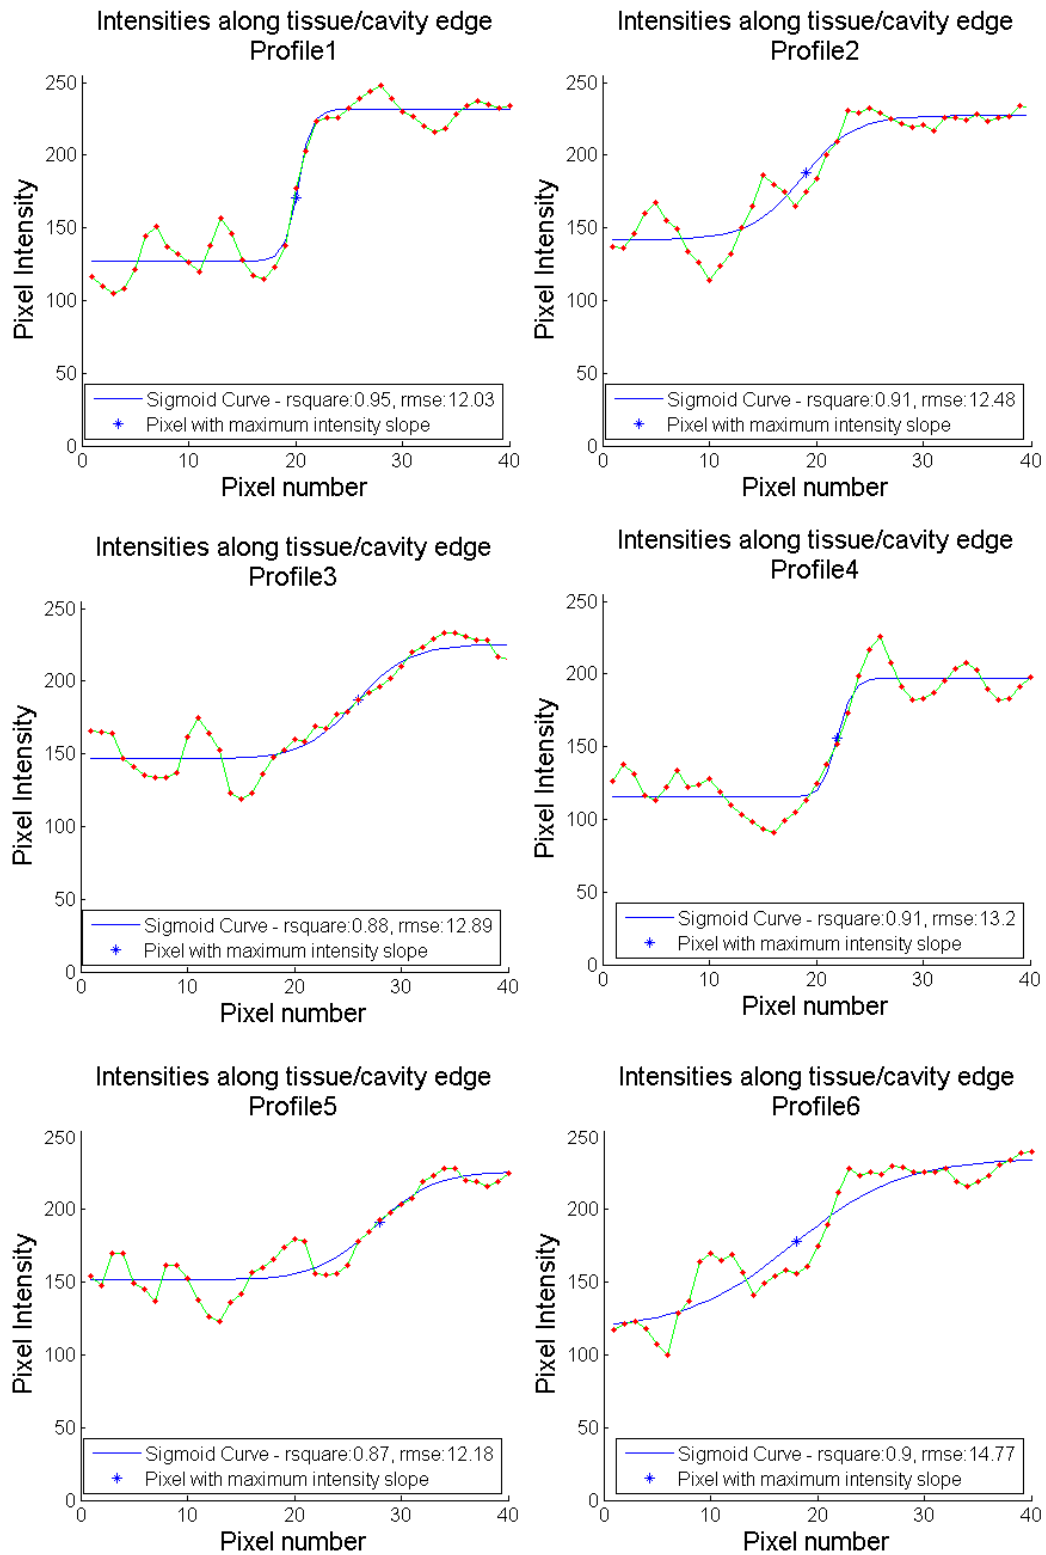 Intensities along tissue/cavity edge
Profile1
250
200
150
100
50
0
Pixel Intensity
Sigmoid Curve - rsquare:0.95, rmse:12.03
Pixel with maximum intensity slope
0 10 20 30 40
Pixel number
Intensities along tissue/cavity edge
Profile2
250
200
150
100
50
0
Pixel Intensity
Sigmoid Curve - rsquare:0.91, rmse:12.48
Pixel with maximum intensity slope
0 10 20 30 40
Pixel number
Intensities along tissue/cavity edge
Profile3
250
200
150
100
50
0
Pixel Intensity
Sigmoid Curve - rsquare:0.88, rmse:12.89
Pixel with maximum intensity slope
0 10 20 30 40
Pixel number
Intensities along tissue/cavity edge
Profile4
250
200
150
100
50
0
Pixel Intensity
Sigmoid Curve - rsquare:0.91, rmse:13.2
Pixel with maximum intensity slope
0 10 20 30 40
Pixel number
Intensities along tissue/cavity edge
Profile5
250
200
150
100
50
0
Pixel Intensity
Sigmoid Curve - rsquare:0.87, rmse:12.18
Pixel with maximum intensity slope
0 10 20 30 40
Pixel number
Intensities along tissue/cavity edge
Profile6
250
200
150
100
50
0
Pixel Intensity
Sigmoid Curve - rsquare:0.9, rmse:14.77
Pixel with maximum intensity slope
0 10 20 30 40
Pixel number